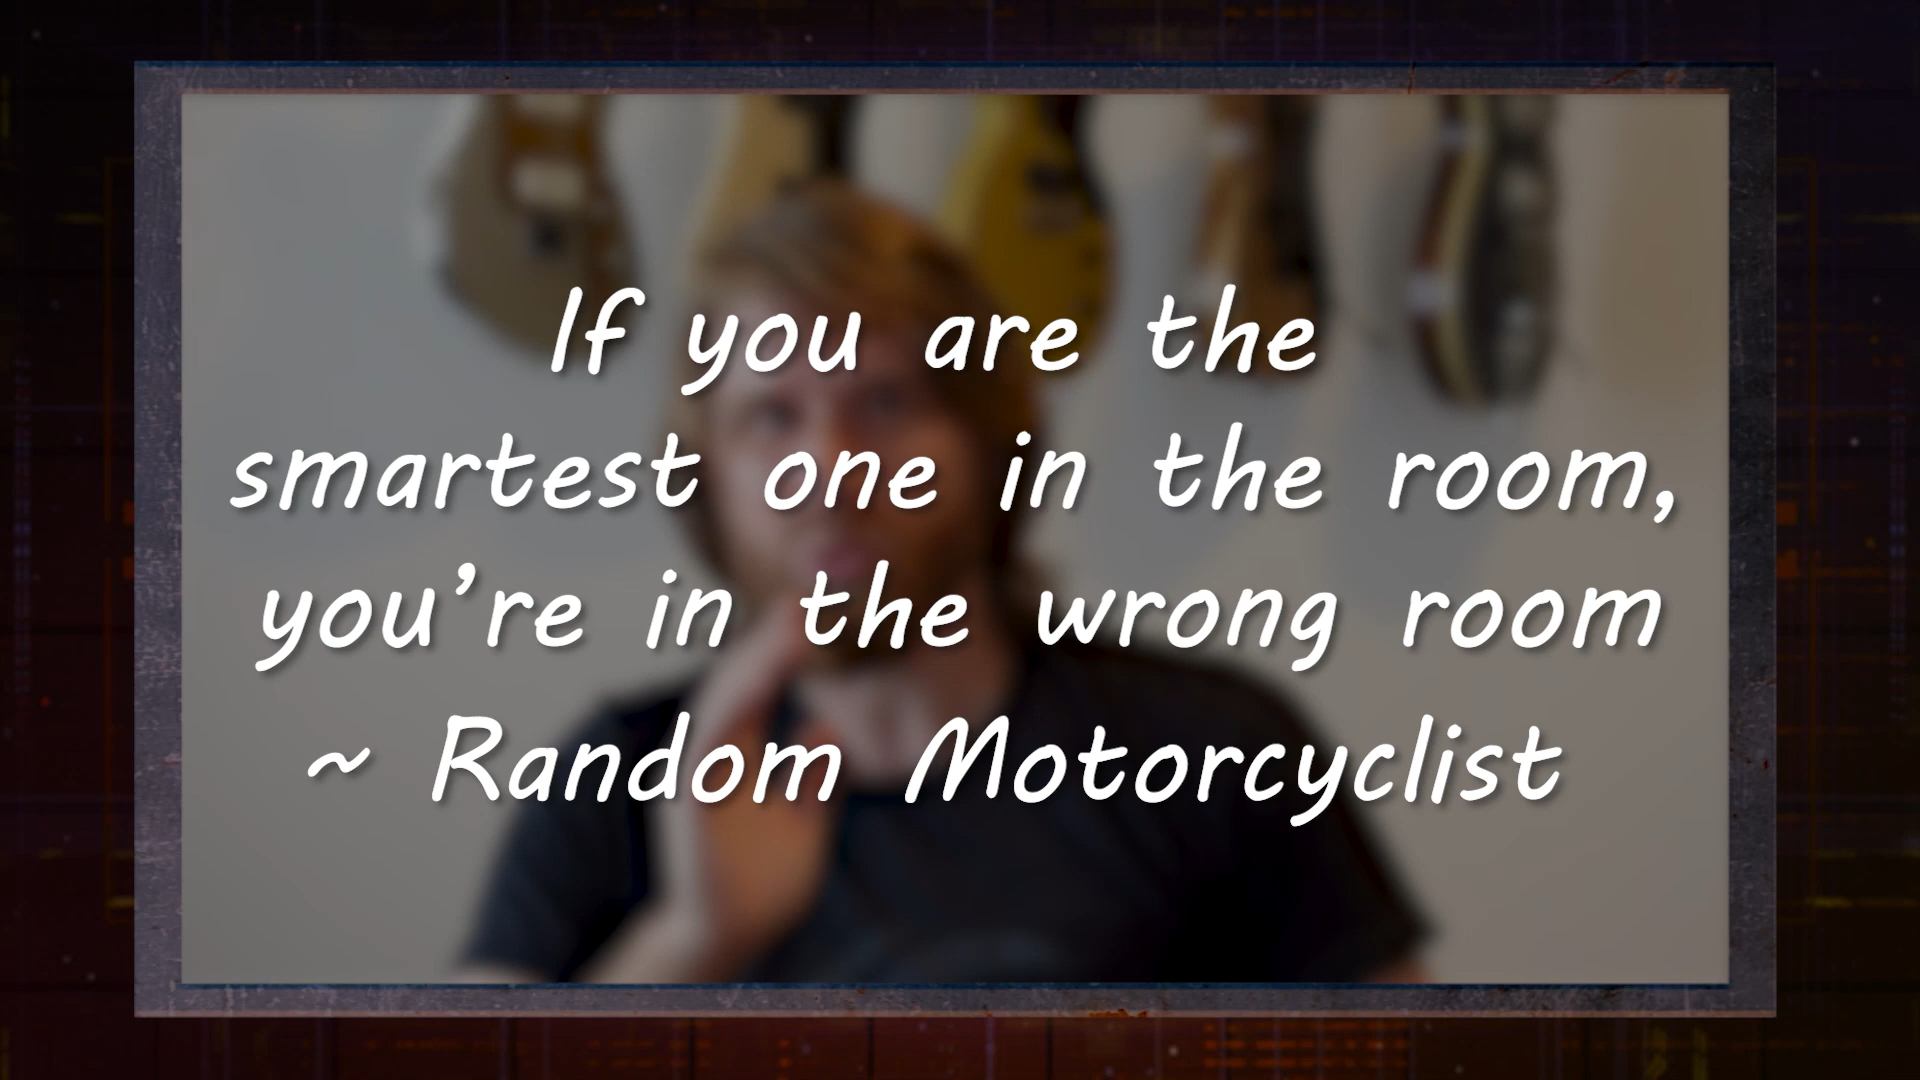 If you are the
smartest one in the room,
you’re in the wrong room
~ Random Motorcyclist